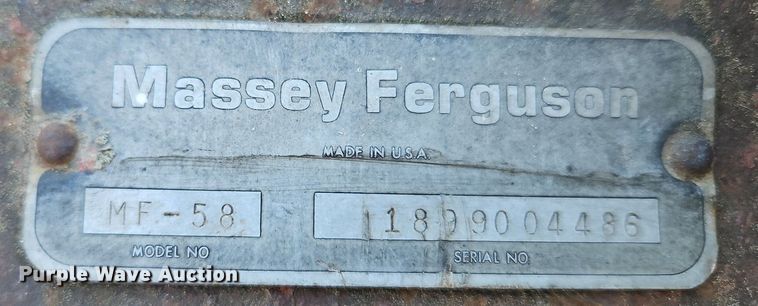 Massey Ferguson
MADE IN U.S.A.
MF-58 1899004486
MODEL NO SERIAL NO.
Purple Wave Auction